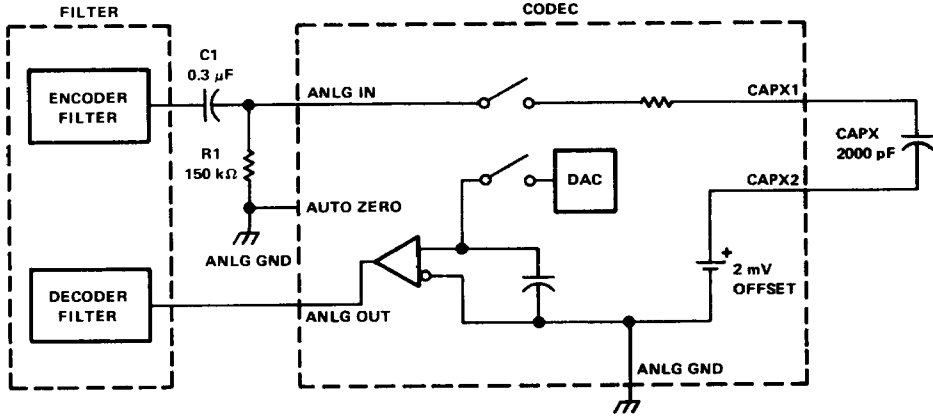 FILTER
CODEC
ENCODER
FILTER
C1
0.3 μF
ANLG IN
CAPX1
CAPX
2000 pF
R1
150 kΩ
DAC
CAPX2
AUTO ZERO
ANLG GND
+
2 mV
OFFSET
DECODER
FILTER
ANLG OUT
ANLG GND